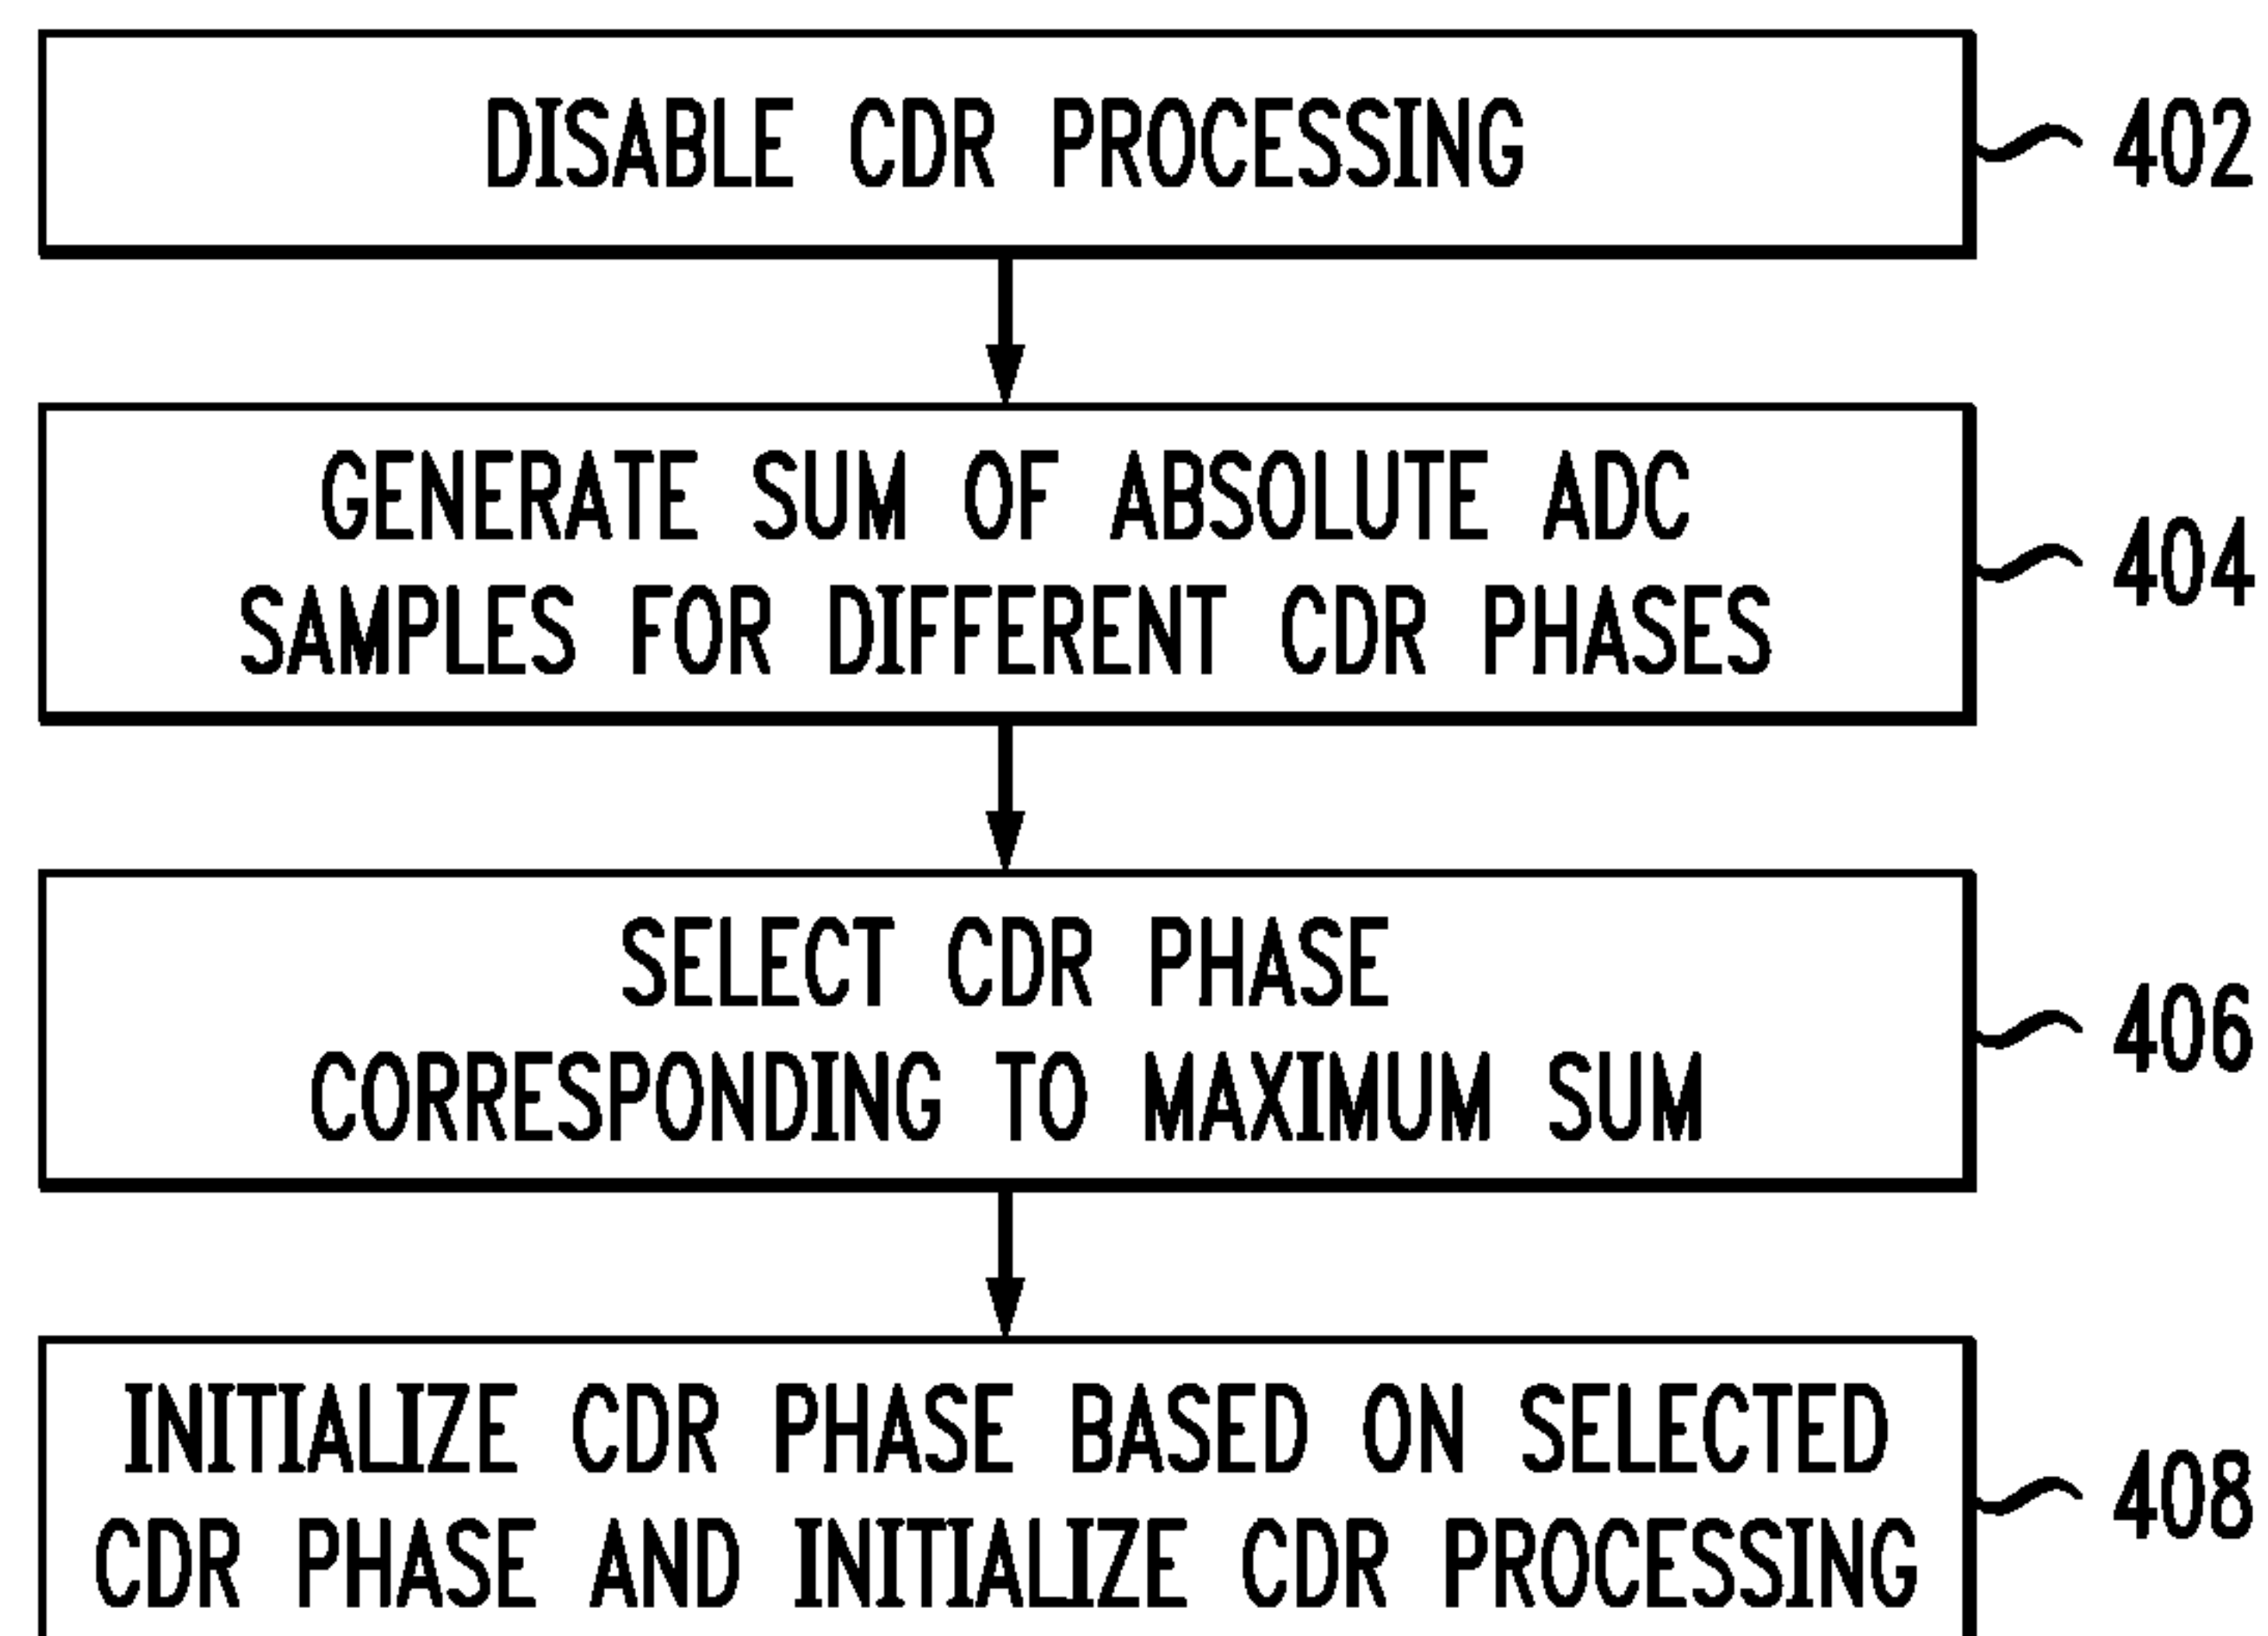 DISABLE CDR PROCESSING
402
GENERATE SUM OF ABSOLUTE ADC
SAMPLES FOR DIFFERENT CDR PHASES
404
SELECT CDR PHASE
CORRESPONDING TO MAXIMUM SUM
406
INITIALIZE CDR PHASE BASED ON SELECTED
CDR PHASE AND INITIALIZE CDR PROCESSING
408